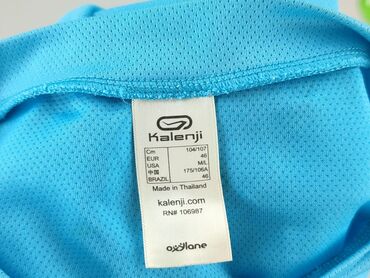 Kalenji
Cm 104/107
EUR 46
USA M/L
中国 175/106A
BRAZIL 46
Made in Thailand
kalenji.com
RN# 106987
oxylane